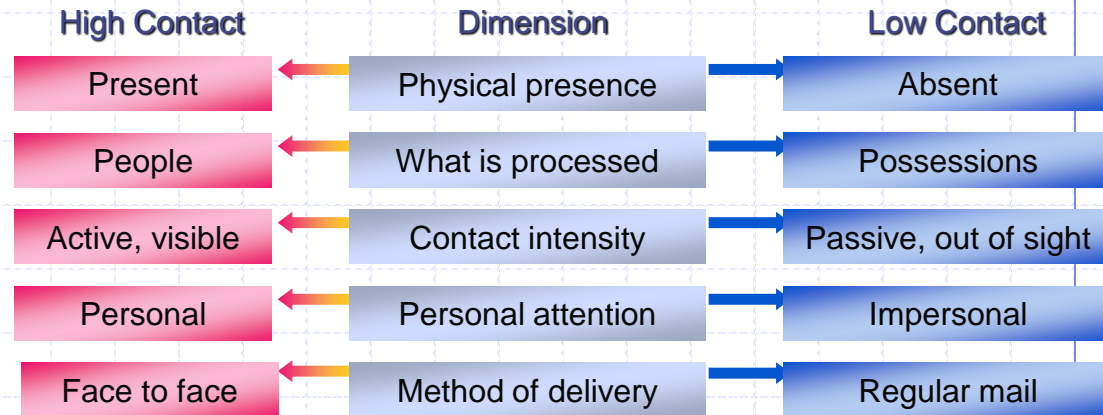 High Contact Dimension Low Contact
Present Physical presence Absent
People What is processed Possessions
Active, visible Contact intensity Passive, out of sight
Personal Personal attention Impersonal
Face to face Method of delivery Regular mail